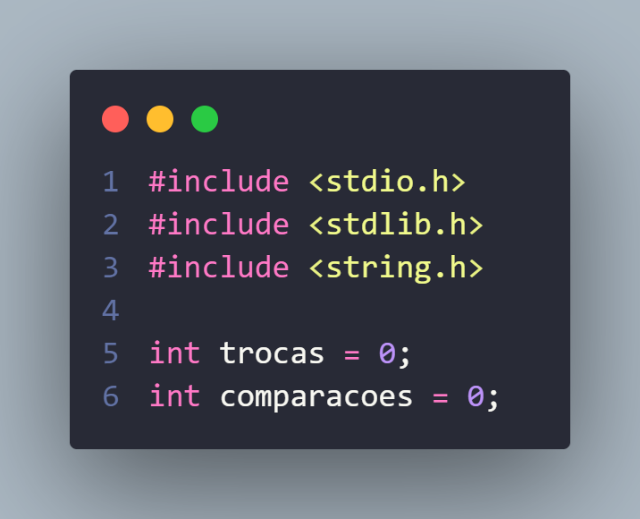 1 #include <stdio.h>
2 #include <stdlib.h>
3 #include <string.h>
4
5 int trocas = 0;
6 int comparacoes = 0;